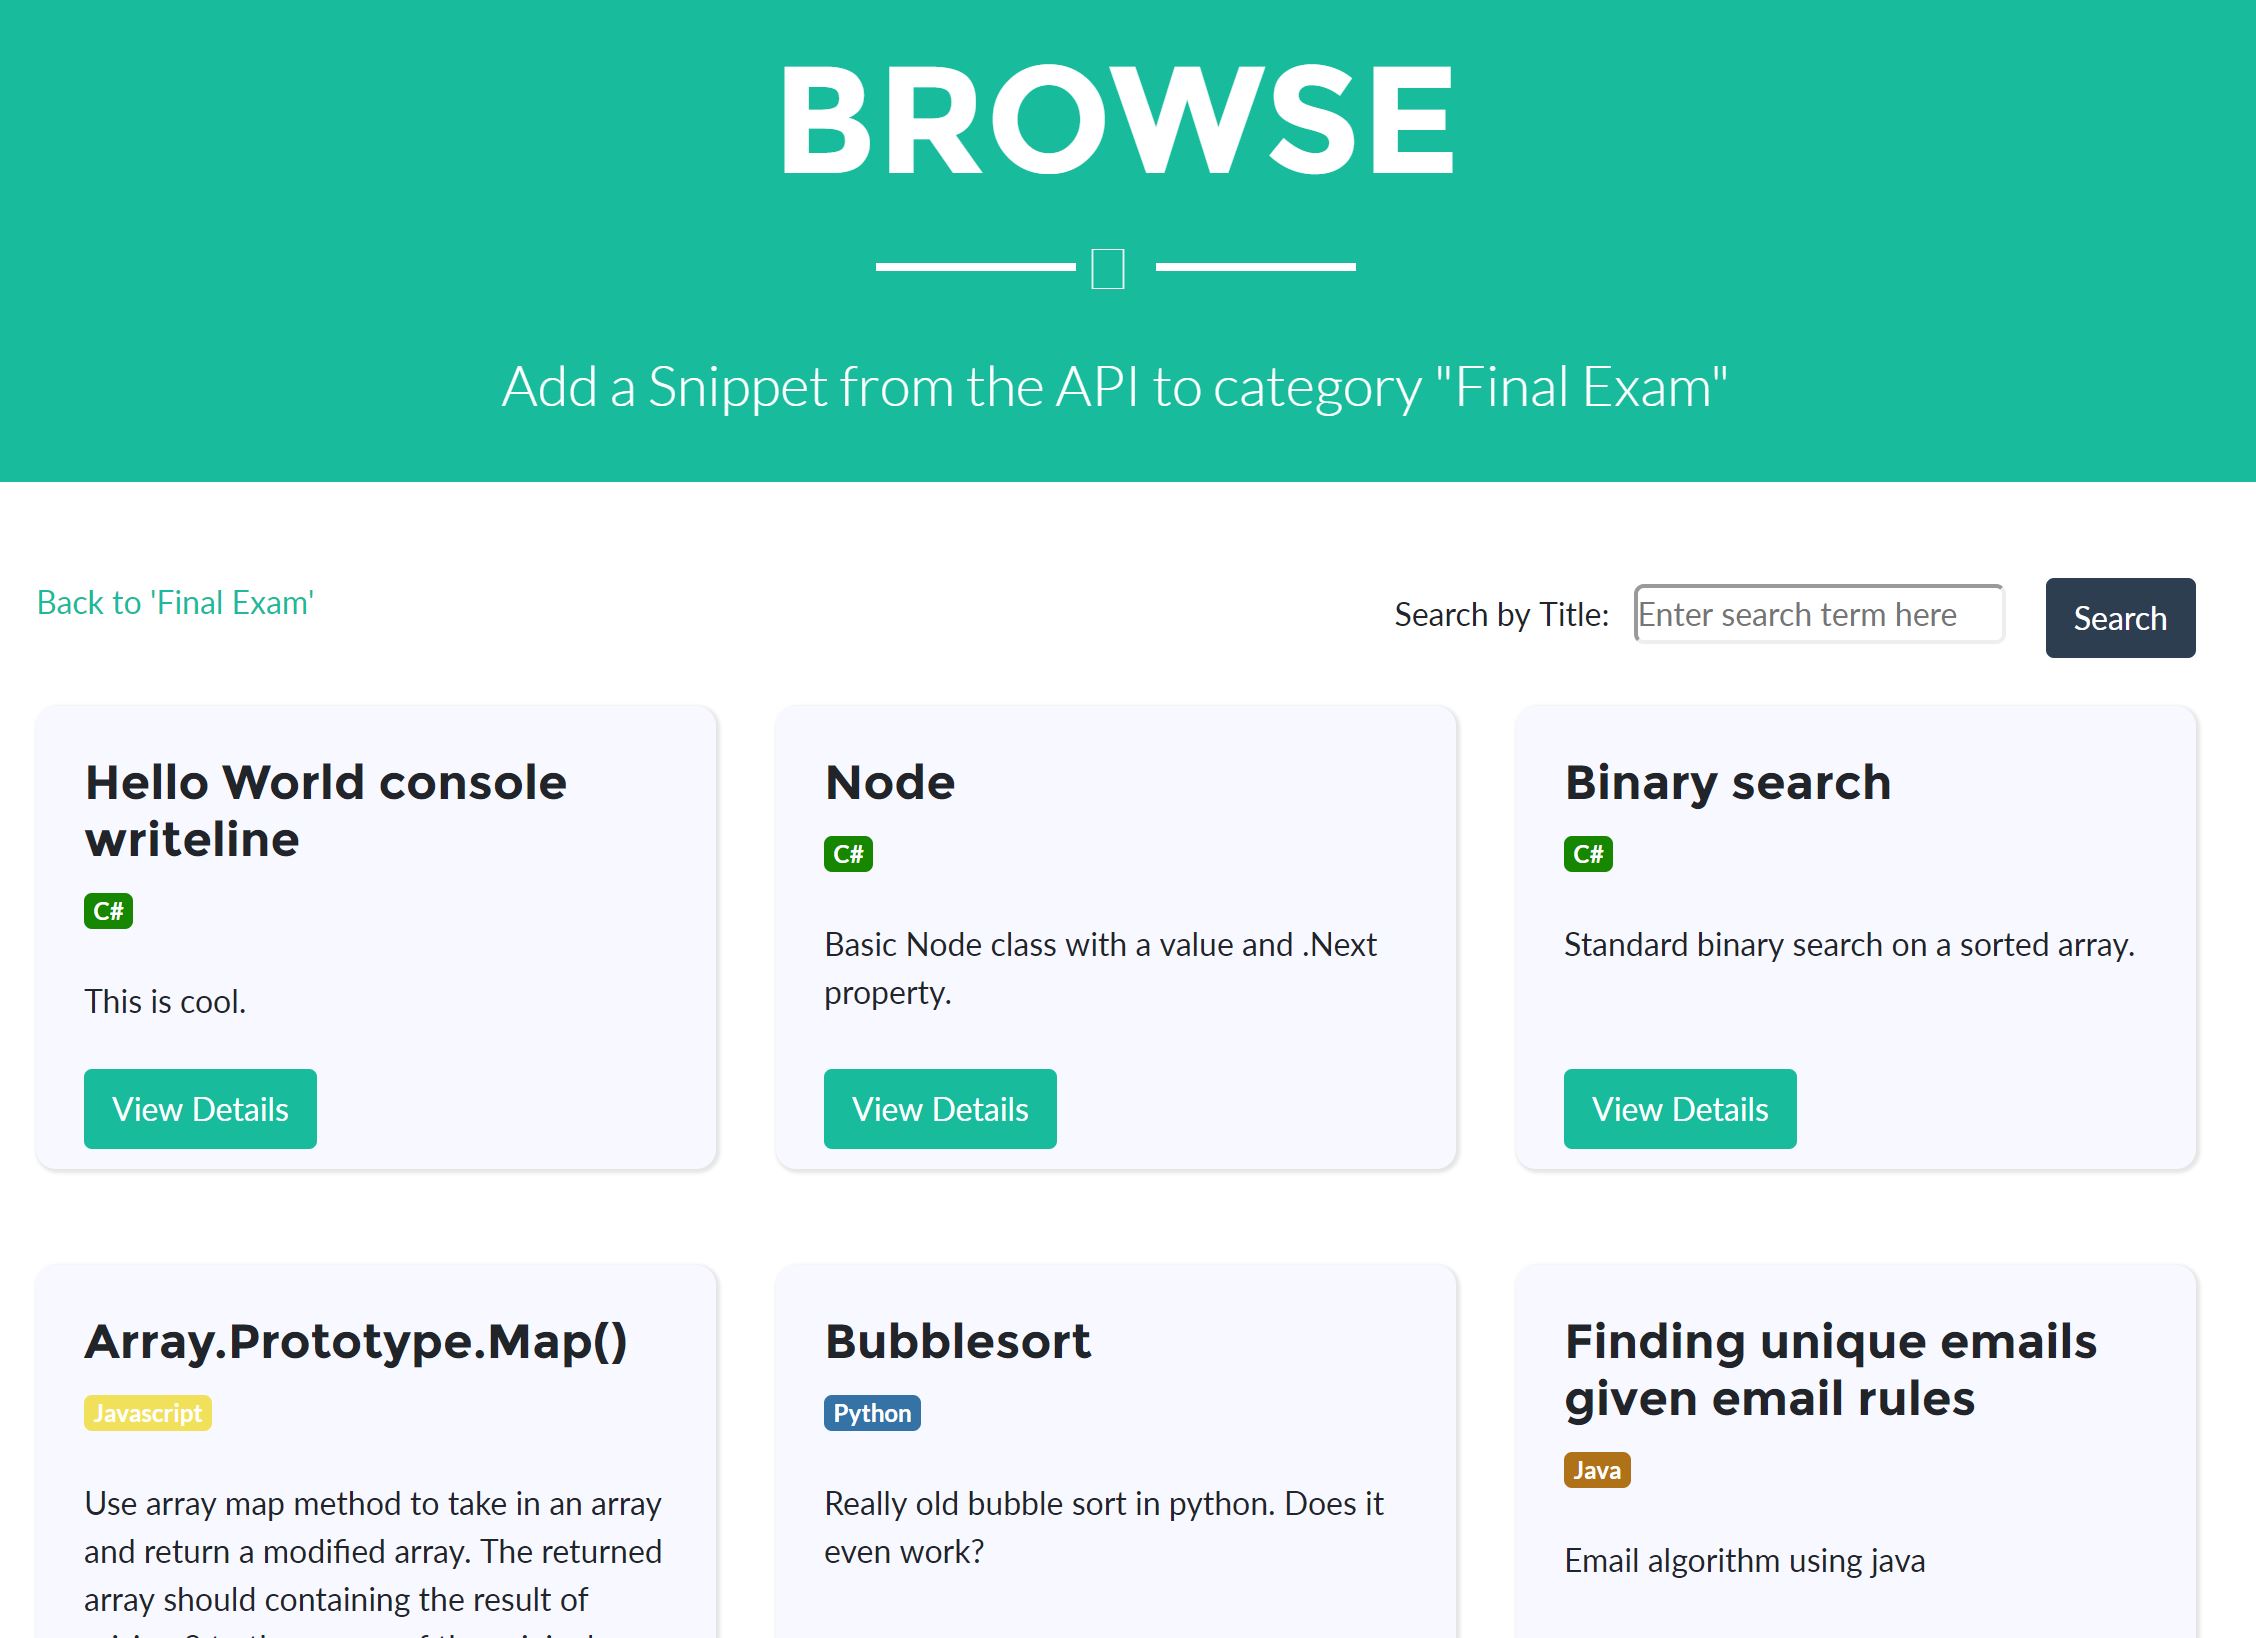 BROWSE
Add a Snippet from the API to category "Final Exam"
Back to 'Final Exam'
Search by Title:
Enter search term here
Search
Hello World console
writeline
C#
This is cool.
View Details
Node
C#
Basic Node class with a value and .Next
property.
View Details
Binary search
C#
Standard binary search on a sorted array.
View Details
Array.Prototype.Map()
Javascript
Use array map method to take in an array
and return a modified array. The returned
array should containing the result of
Bubblesort
Python
Really old bubble sort in python. Does it
even work?
Finding unique emails
given email rules
Java
Email algorithm using java